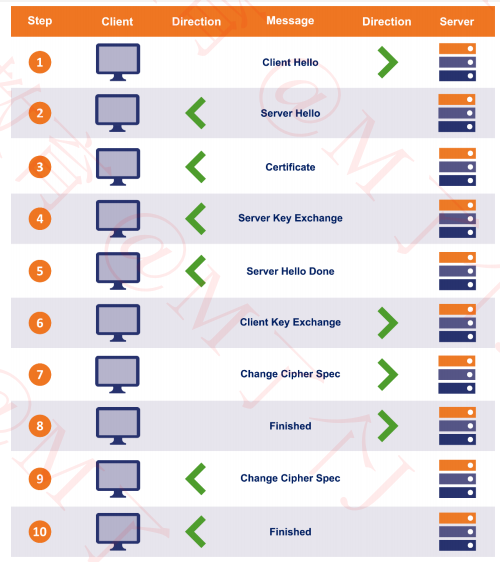 Step Client Direction Message Direction Server
1 Client Hello
2 Server Hello
3 Certificate
4 Server Key Exchange
5 Server Hello Done
6 Client Key Exchange
7 Change Cipher Spec
8 Finished
9 Change Cipher Spec
10 Finished